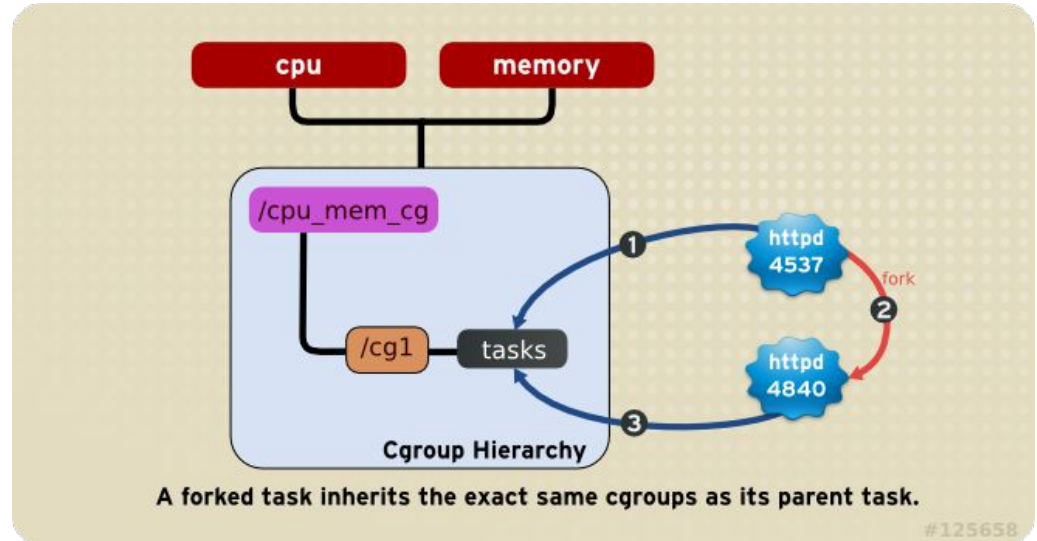 cpu
memory
/cpu_mem_cg
1
httpd
4537
fork
2
/cg1
tasks
httpd
4840
3
Cgroup Hierarchy
A forked task inherits the exact same cgroups as its parent task.
#125658